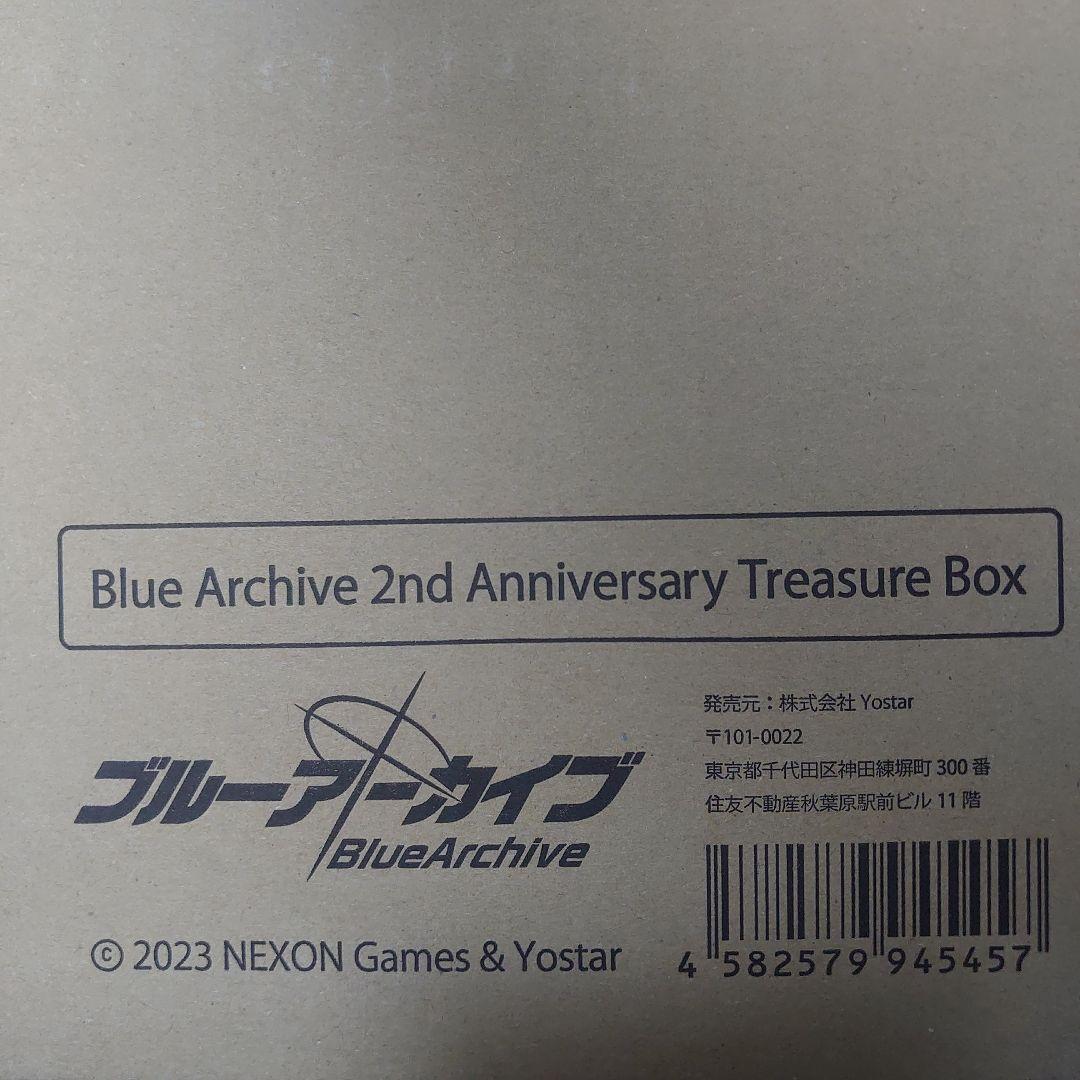 Blue Archive 2nd Anniversary Treasure Box
ブルーアーカイブ
BlueArchive
© 2023 NEXON Games & Yostar
発売元：株式会社 Yostar
〒101-0022
東京都千代田区神田練塀町 300 番
住友不動産秋葉原駅前ビル 11 階
4 582579 945457